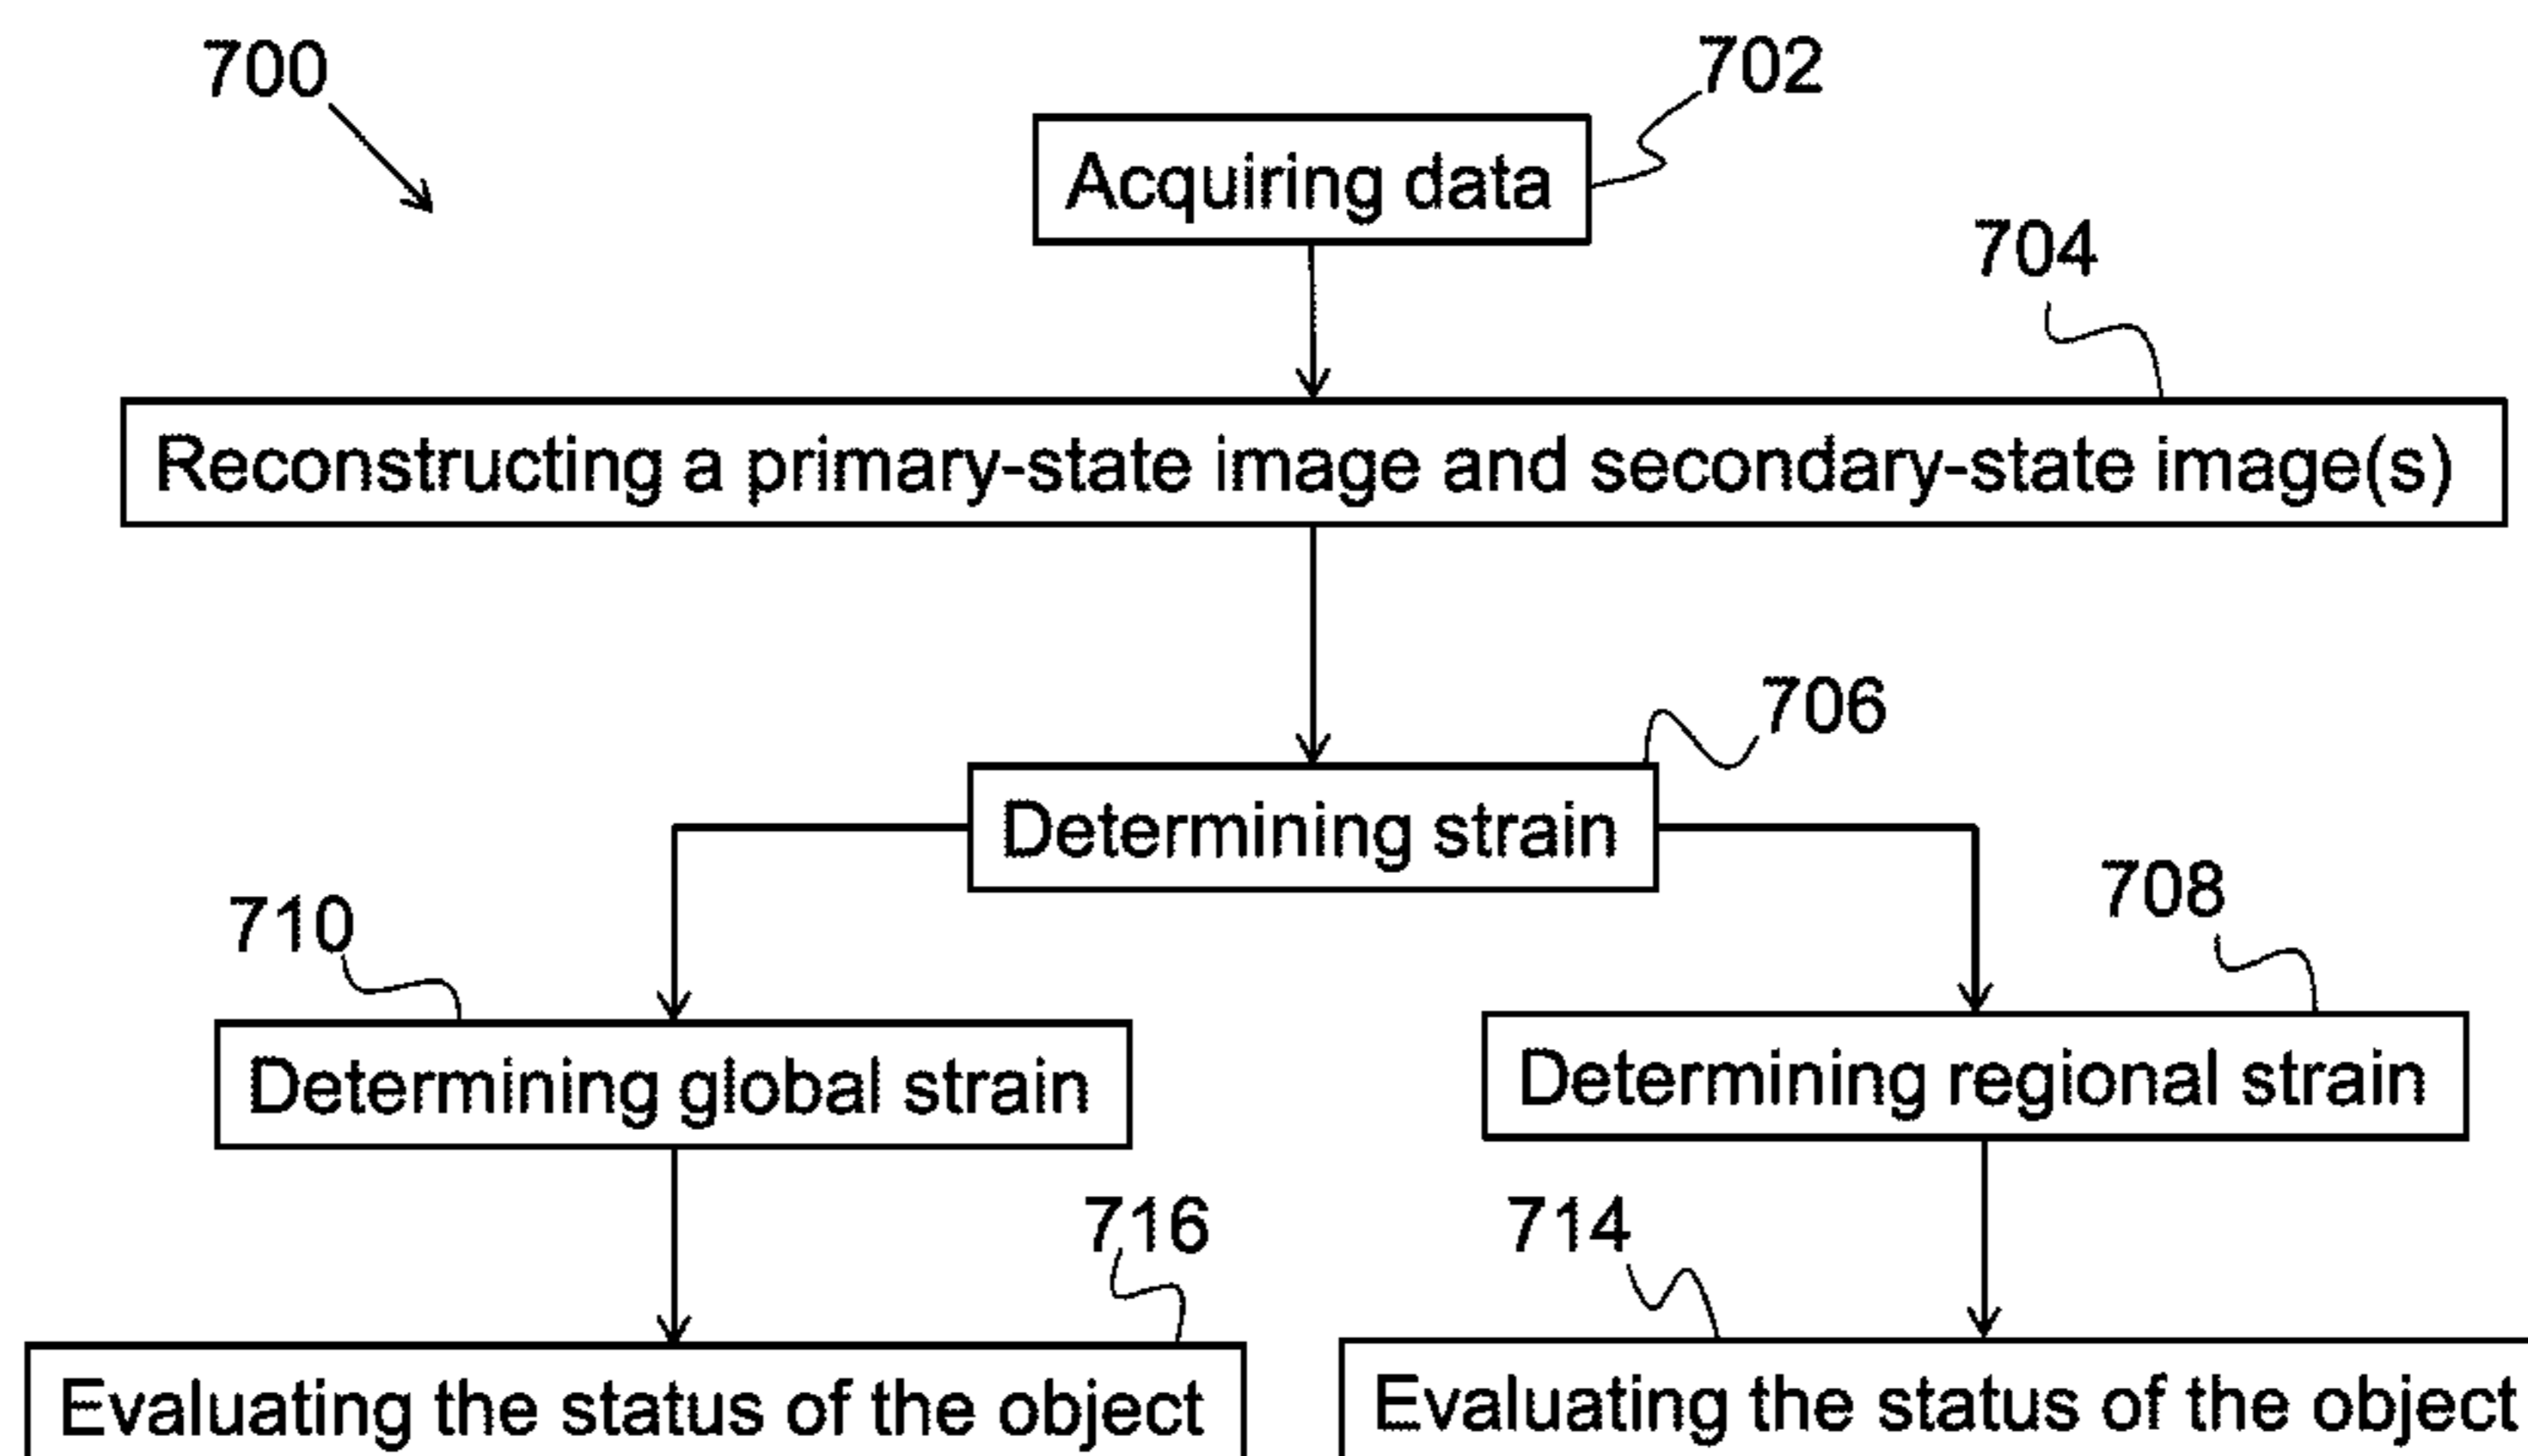 700
702
Acquiring data
704
Reconstructing a primary-state image and secondary-state image(s)
706
Determining strain
710
708
Determining global strain
Determining regional strain
716
714
Evaluating the status of the object
Evaluating the status of the object